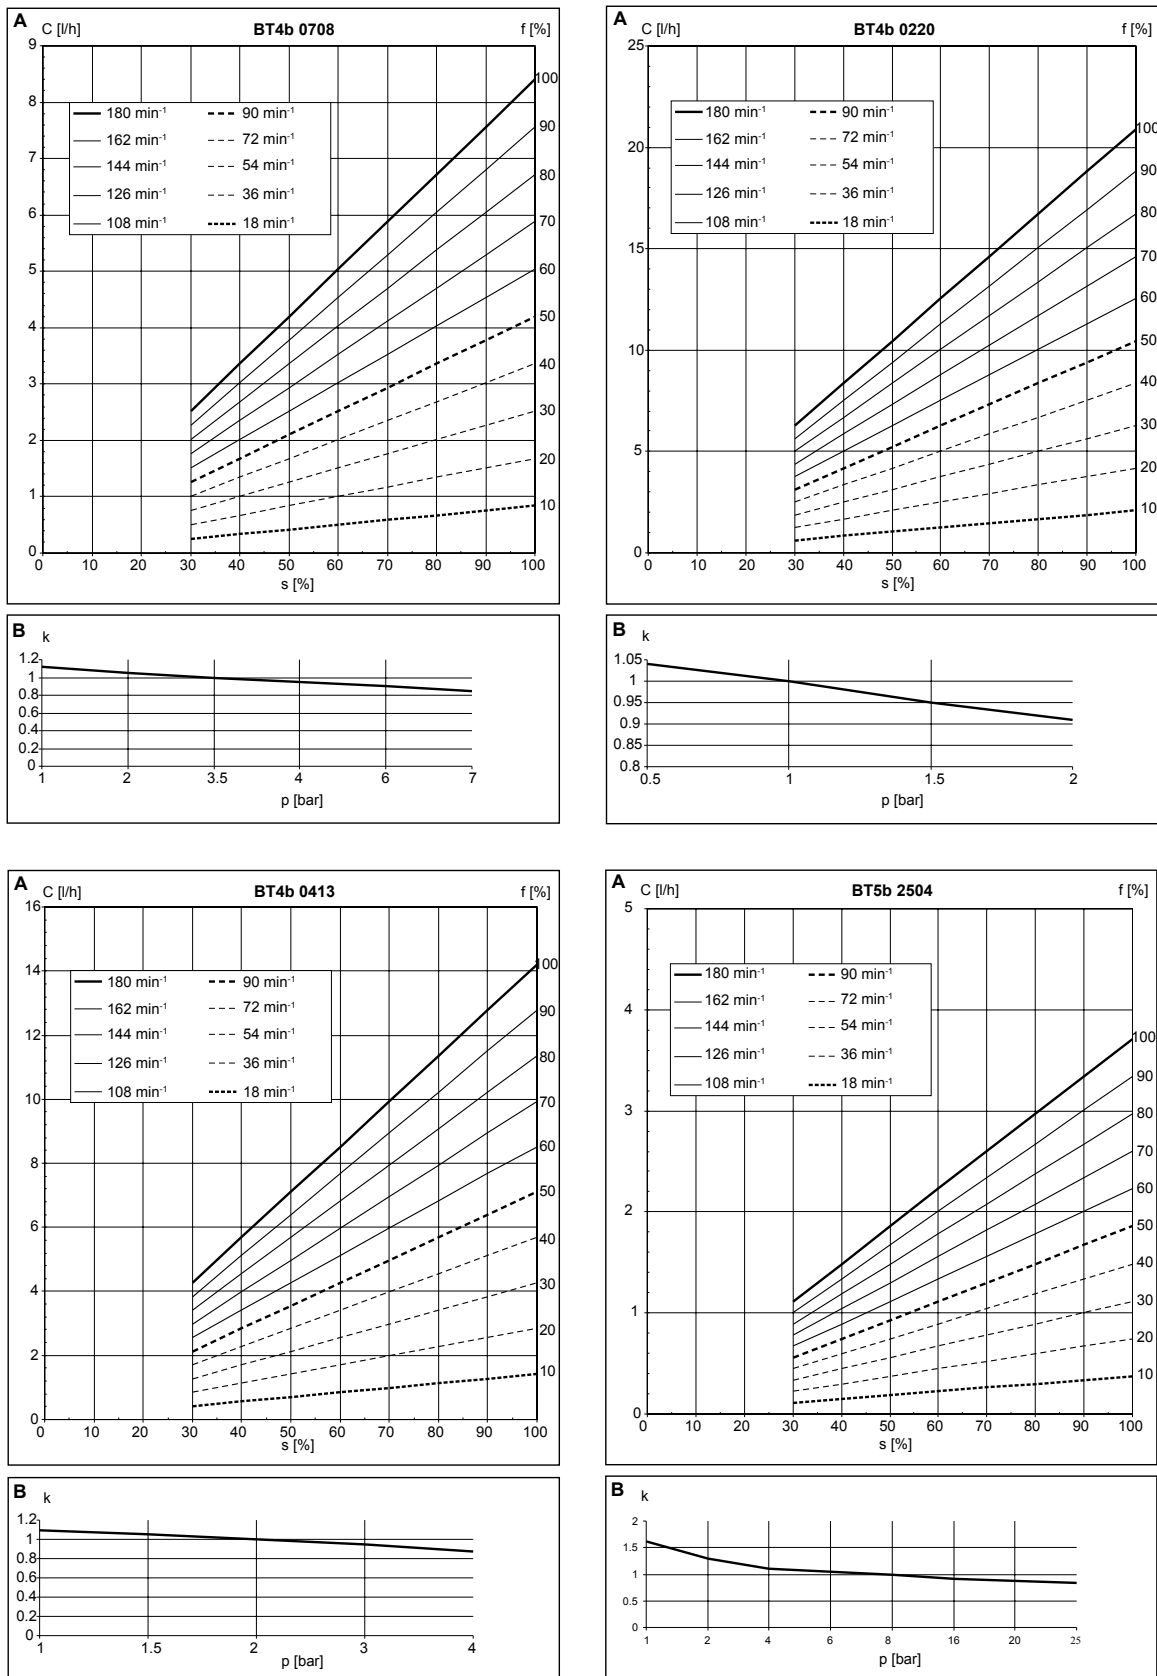 A C [l/h] BT4b 0708 f [%]
9
8
7
6
5
4
3
2
1
0
180 min-1 90 min-1
162 min-1 72 min-1
144 min-1 54 min-1
126 min-1 36 min-1
108 min-1 18 min-1
100
90
80
70
60
50
40
30
20
10
0 10 20 30 40 50 60 70 80 90 100
s [%]
B k
1.2
1
0.8
0.6
0.4
0.2
0
1 2 3.5 4 6 7
p [bar]
A C [l/h] BT4b 0220 f [%]
25
20
15
10
5
0
180 min-1 90 min-1
162 min-1 72 min-1
144 min-1 54 min-1
126 min-1 36 min-1
108 min-1 18 min-1
100
90
80
70
60
50
40
30
20
10
0 10 20 30 40 50 60 70 80 90 100
s [%]
B k
1.05
1
0.95
0.9
0.85
0.8
0.5 1 1.5 2
p [bar]
A C [l/h] BT4b 0413 f [%]
16
14
12
10
8
6
4
2
0
180 min-1 90 min-1
162 min-1 72 min-1
144 min-1 54 min-1
126 min-1 36 min-1
108 min-1 18 min-1
100
90
80
70
60
50
40
30
20
10
0 10 20 30 40 50 60 70 80 90 100
s [%]
B k
1.2
1
0.8
0.6
0.4
0.2
0
1 1.5 2 3 4
p [bar]
A C [l/h] BT5b 2504 f [%]
5
4
3
2
1
0
180 min-1 90 min-1
162 min-1 72 min-1
144 min-1 54 min-1
126 min-1 36 min-1
108 min-1 18 min-1
100
90
80
70
60
50
40
30
20
10
0 10 20 30 40 50 60 70 80 90 100
s [%]
B k
2
1.5
1
0.5
0
1 2 4 6 8 16 20 25
p [bar]